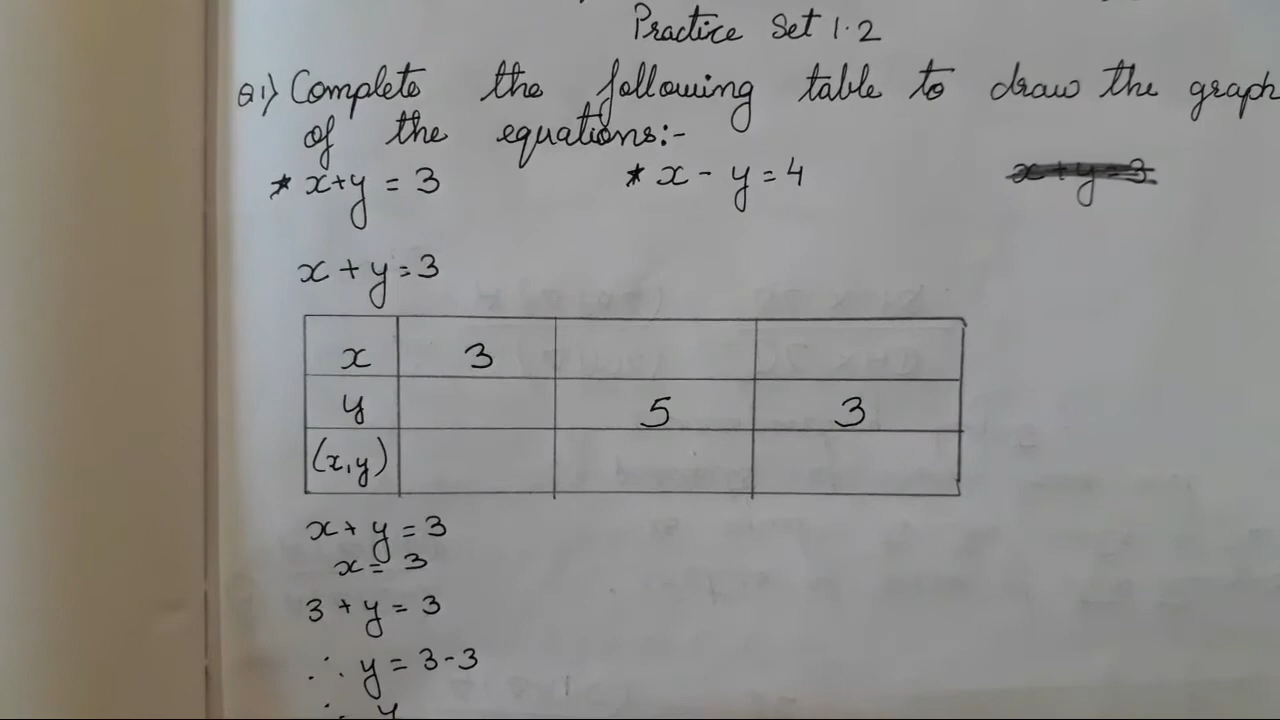 Practice Set 1.2
Q1) Complete the following table to draw the graph
of the equations:-
* x+y = 3 * x - y = 4
x + y = 3
x 3
y 5 3
(x,y)
x + y = 3
x = 3
3 + y = 3
∴ y = 3-3
∴ y